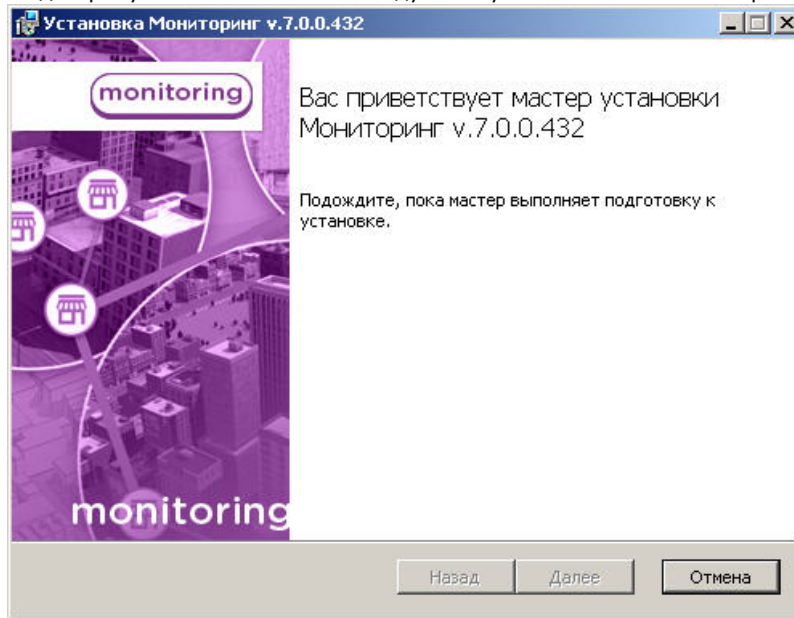 Установка Мониторинг v.7.0.0.432
monitoring
Вас приветствует мастер установки
Мониторинг v.7.0.0.432
Подождите, пока мастер выполняет подготовку к
установке.
monitoring
Назад
Далее
Отмена